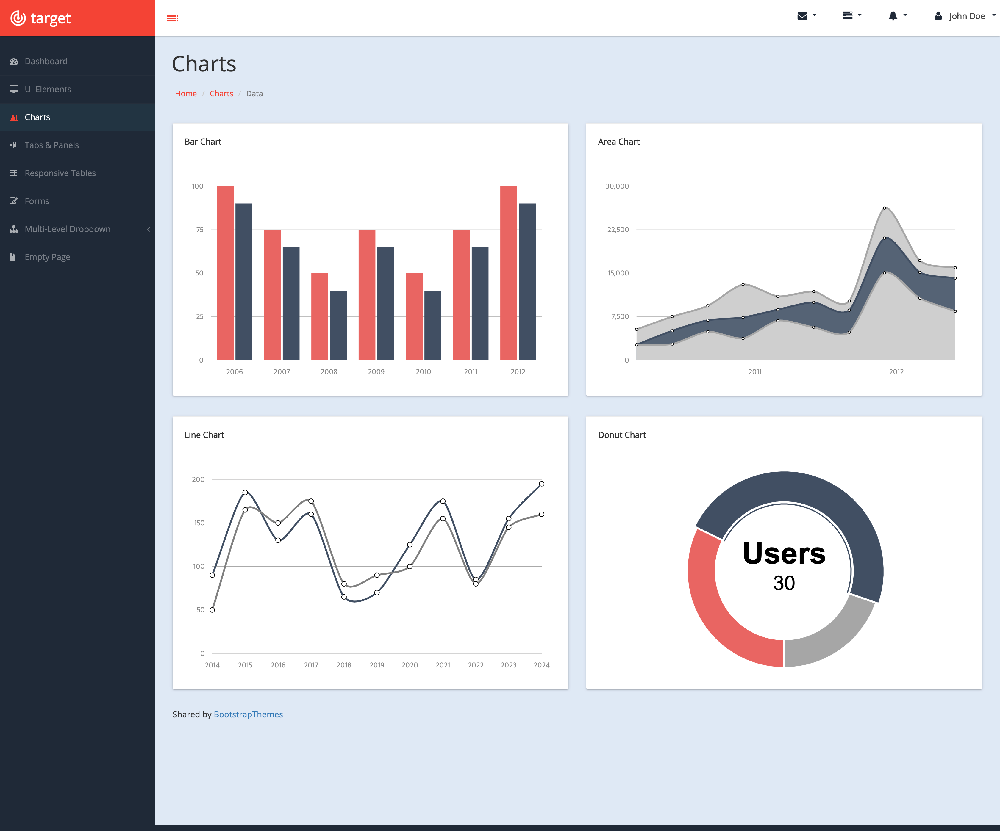 target
John Doe
Dashboard
UI Elements
Charts
Tabs & Panels
Responsive Tables
Forms
Multi-Level Dropdown
Empty Page
Charts
Home / Charts / Data
Bar Chart
100
75
50
25
0
2006 2007 2008 2009 2010 2011 2012
Area Chart
30,000
22,500
15,000
7,500
0
2011 2012
Line Chart
200
150
100
50
0
2014 2015 2016 2017 2018 2019 2020 2021 2022 2023 2024
Donut Chart
Users
30
Shared by BootstrapThemes